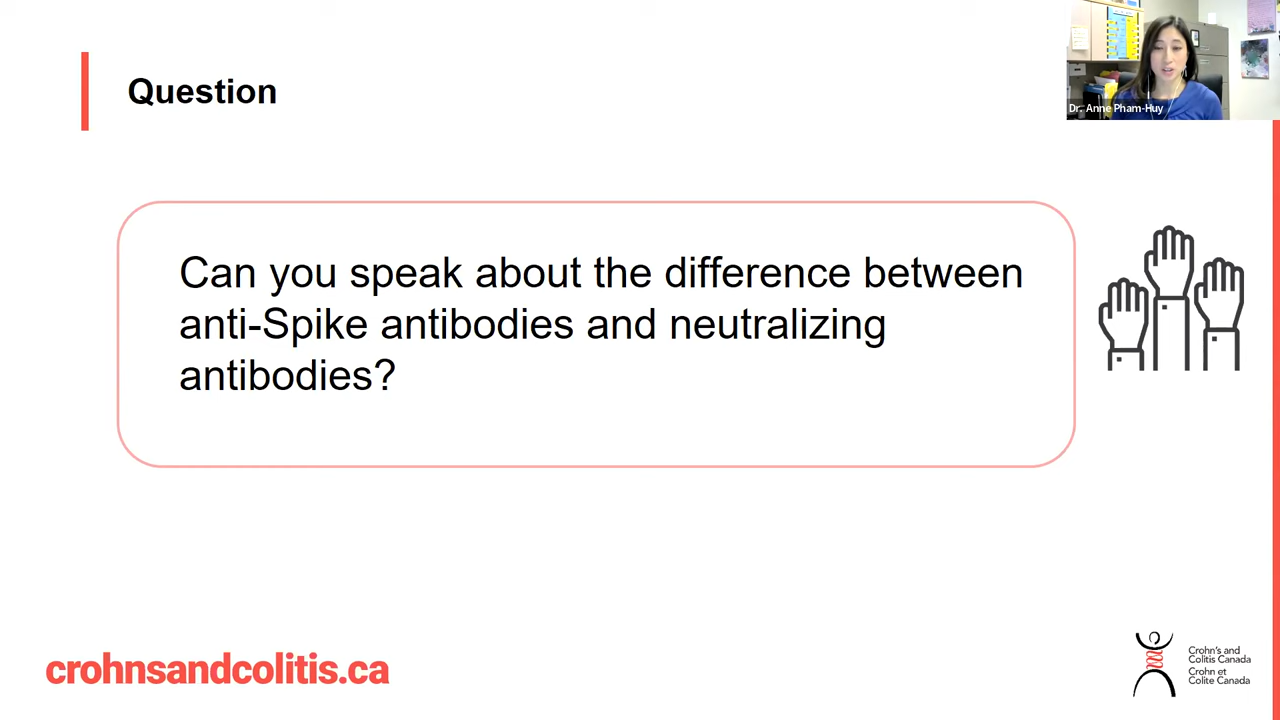 Question
Dr. Anne Pham-Huy
Can you speak about the difference between
anti-Spike antibodies and neutralizing
antibodies?
crohnsandcolitis.ca
Crohn's and
Colitis Canada
Crohn et
Colite Canada